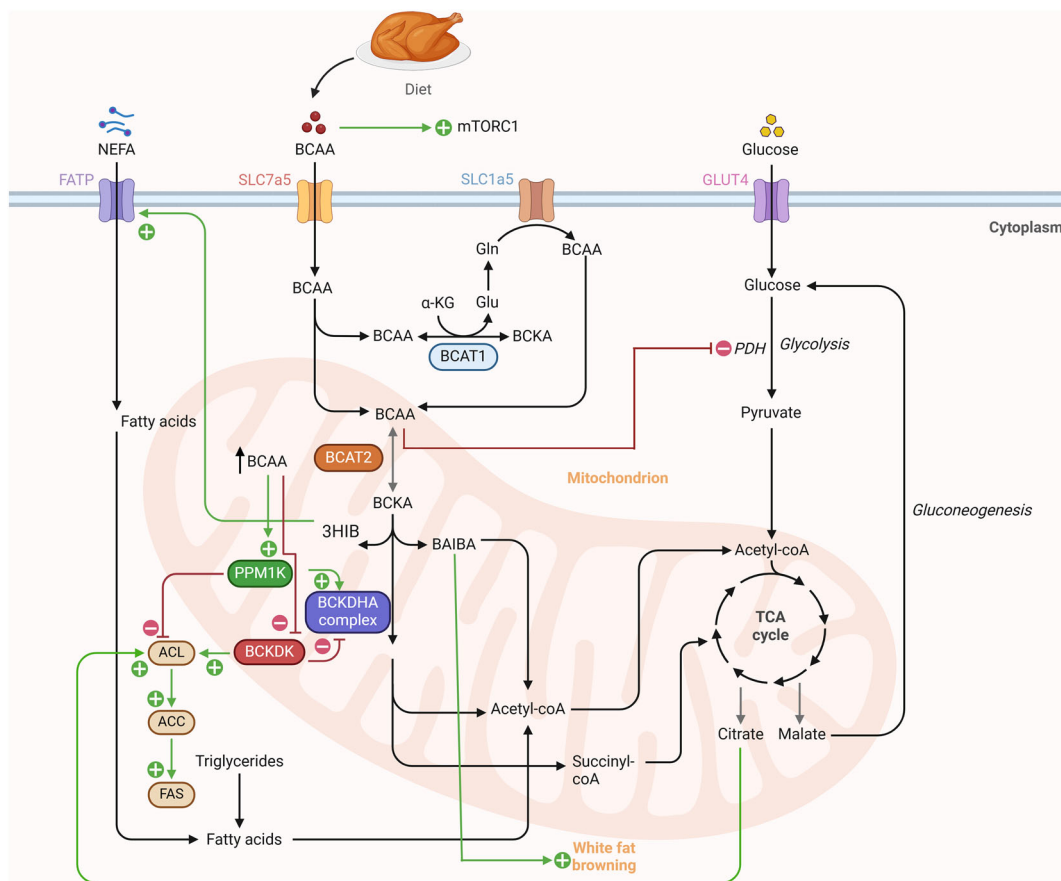 Diet
NEFA
BCAA
mTORC1
Glucose
FATP
SLC7a5
SLC1a5
GLUT4
Cytoplasm
Gln
BCAA
BCAA
Glucose
α-KG
Glu
BCAA
BCKA
BCAT1
PDH
Glycolysis
Fatty acids
BCAA
Pyruvate
BCAA
BCAT2
Mitochondrion
BCKA
Gluconeogenesis
3HIB
BAIBA
Acetyl-coA
PPM1K
BCKDHA
complex
TCA
cycle
ACL
BCKDK
Acetyl-coA
ACC
Citrate
Malate
Triglycerides
Succinyl-
coA
FAS
Fatty acids
White fat
browning